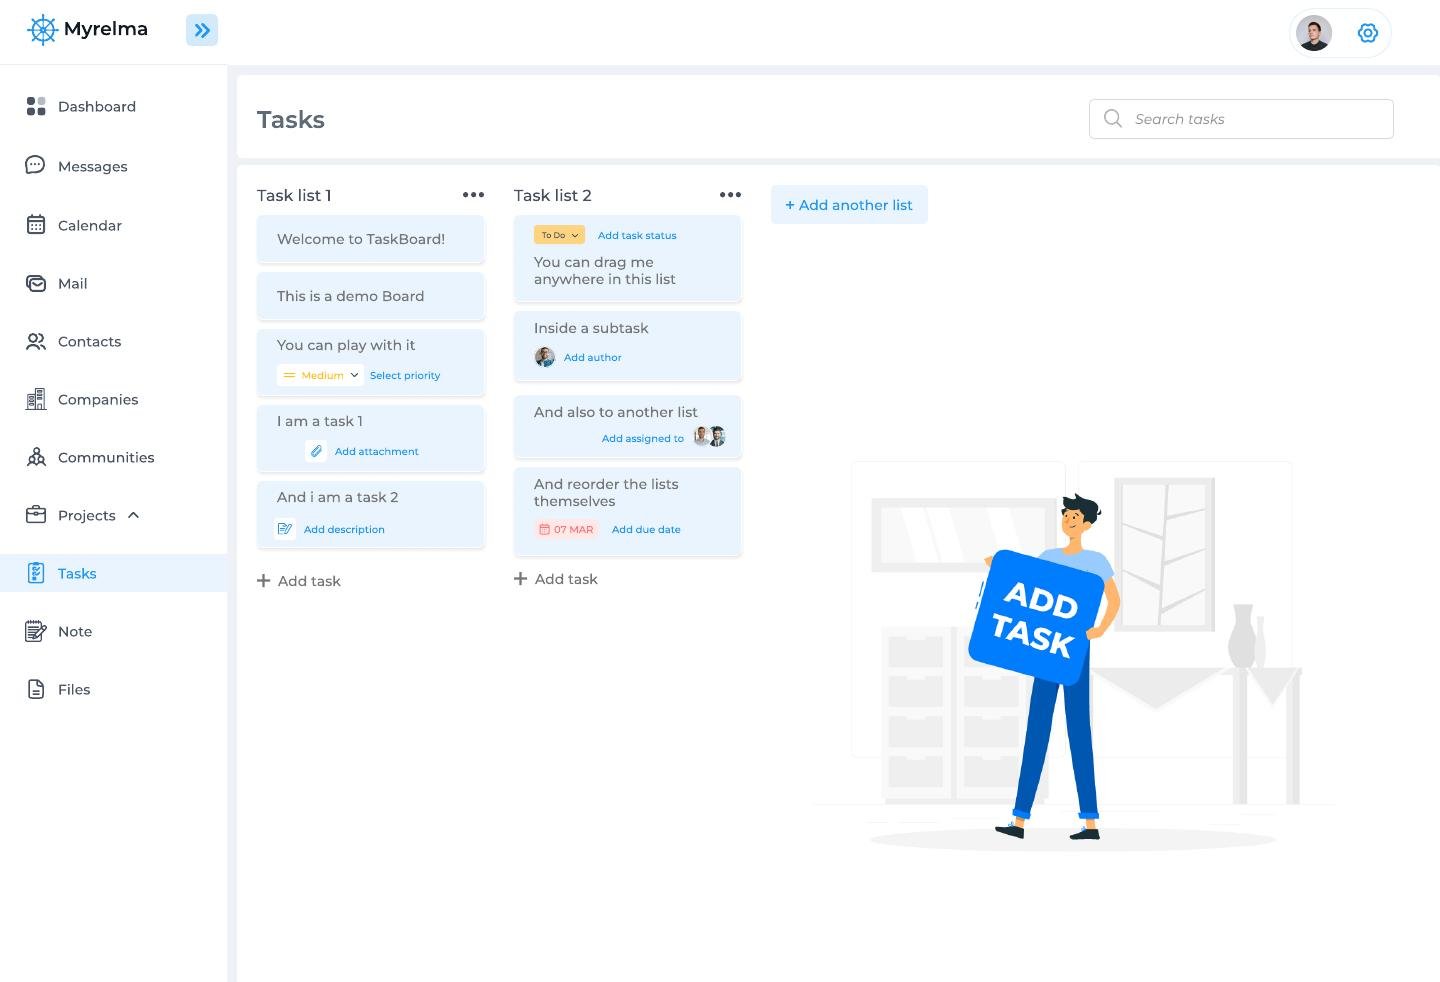 Myrelma
Dashboard
Messages
Calendar
Mail
Contacts
Companies
Communities
Projects
Tasks
Note
Files
Tasks
Search tasks
Task list 1
Welcome to TaskBoard!
This is a demo Board
You can play with it
Medium Select priority
I am a task 1
Add attachment
And i am a task 2
Add description
Add task
Task list 2
To Do Add task status
You can drag me
anywhere in this list
Inside a subtask
Add author
And also to another list
Add assigned to
And reorder the lists
themselves
07 MAR Add due date
Add task
+ Add another list
ADD
TASK